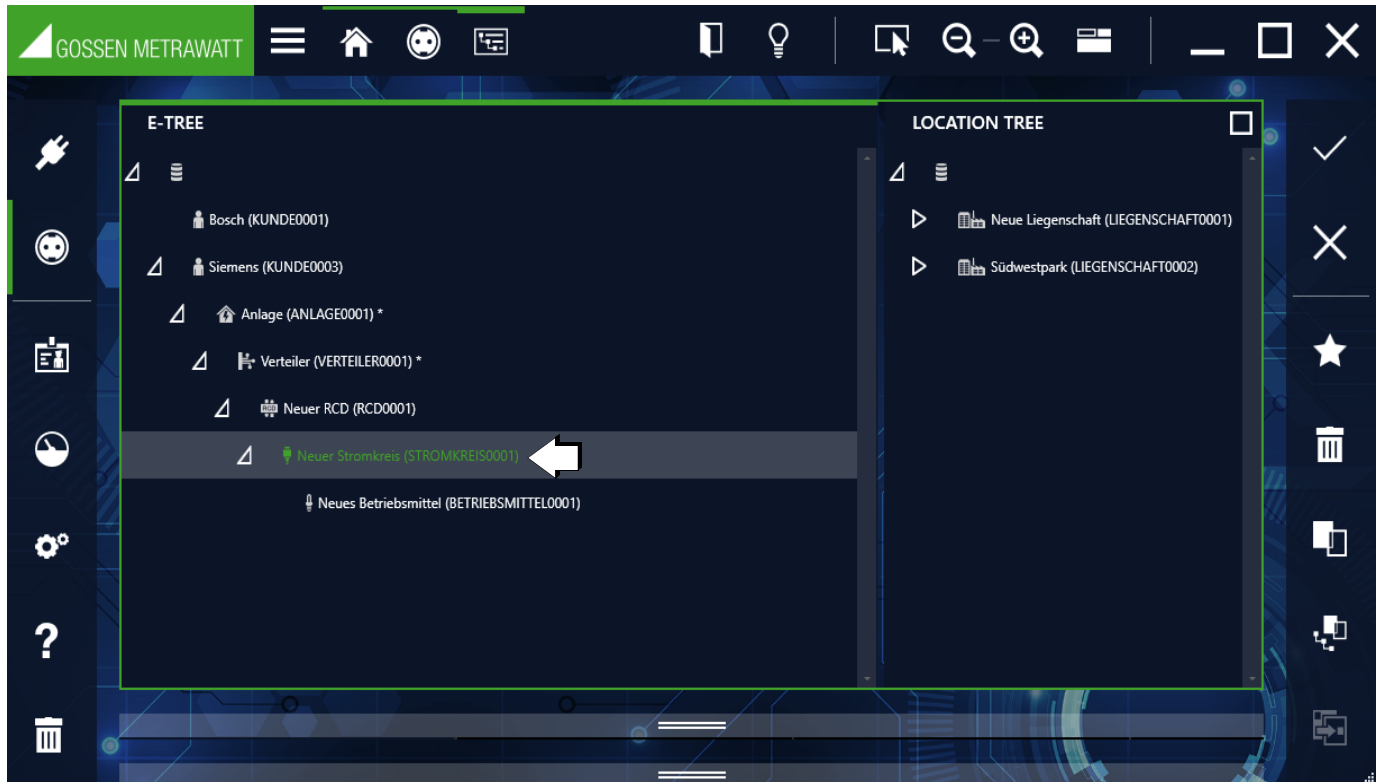 GOSSEN METRAWATT
E-TREE
LOCATION TREE
Bosch (KUNDE0001)
Neue Liegenschaft (LIEGENSCHAFT0001)
Siemens (KUNDE0003)
Südwestpark (LIEGENSCHAFT0002)
Anlage (ANLAGE0001) *
Verteiler (VERTEILER0001) *
RCD Neuer RCD (RCD0001)
Neuer Stromkreis (STROMKREIS0001)
Neues Betriebsmittel (BETRIEBSMITTEL0001)
?